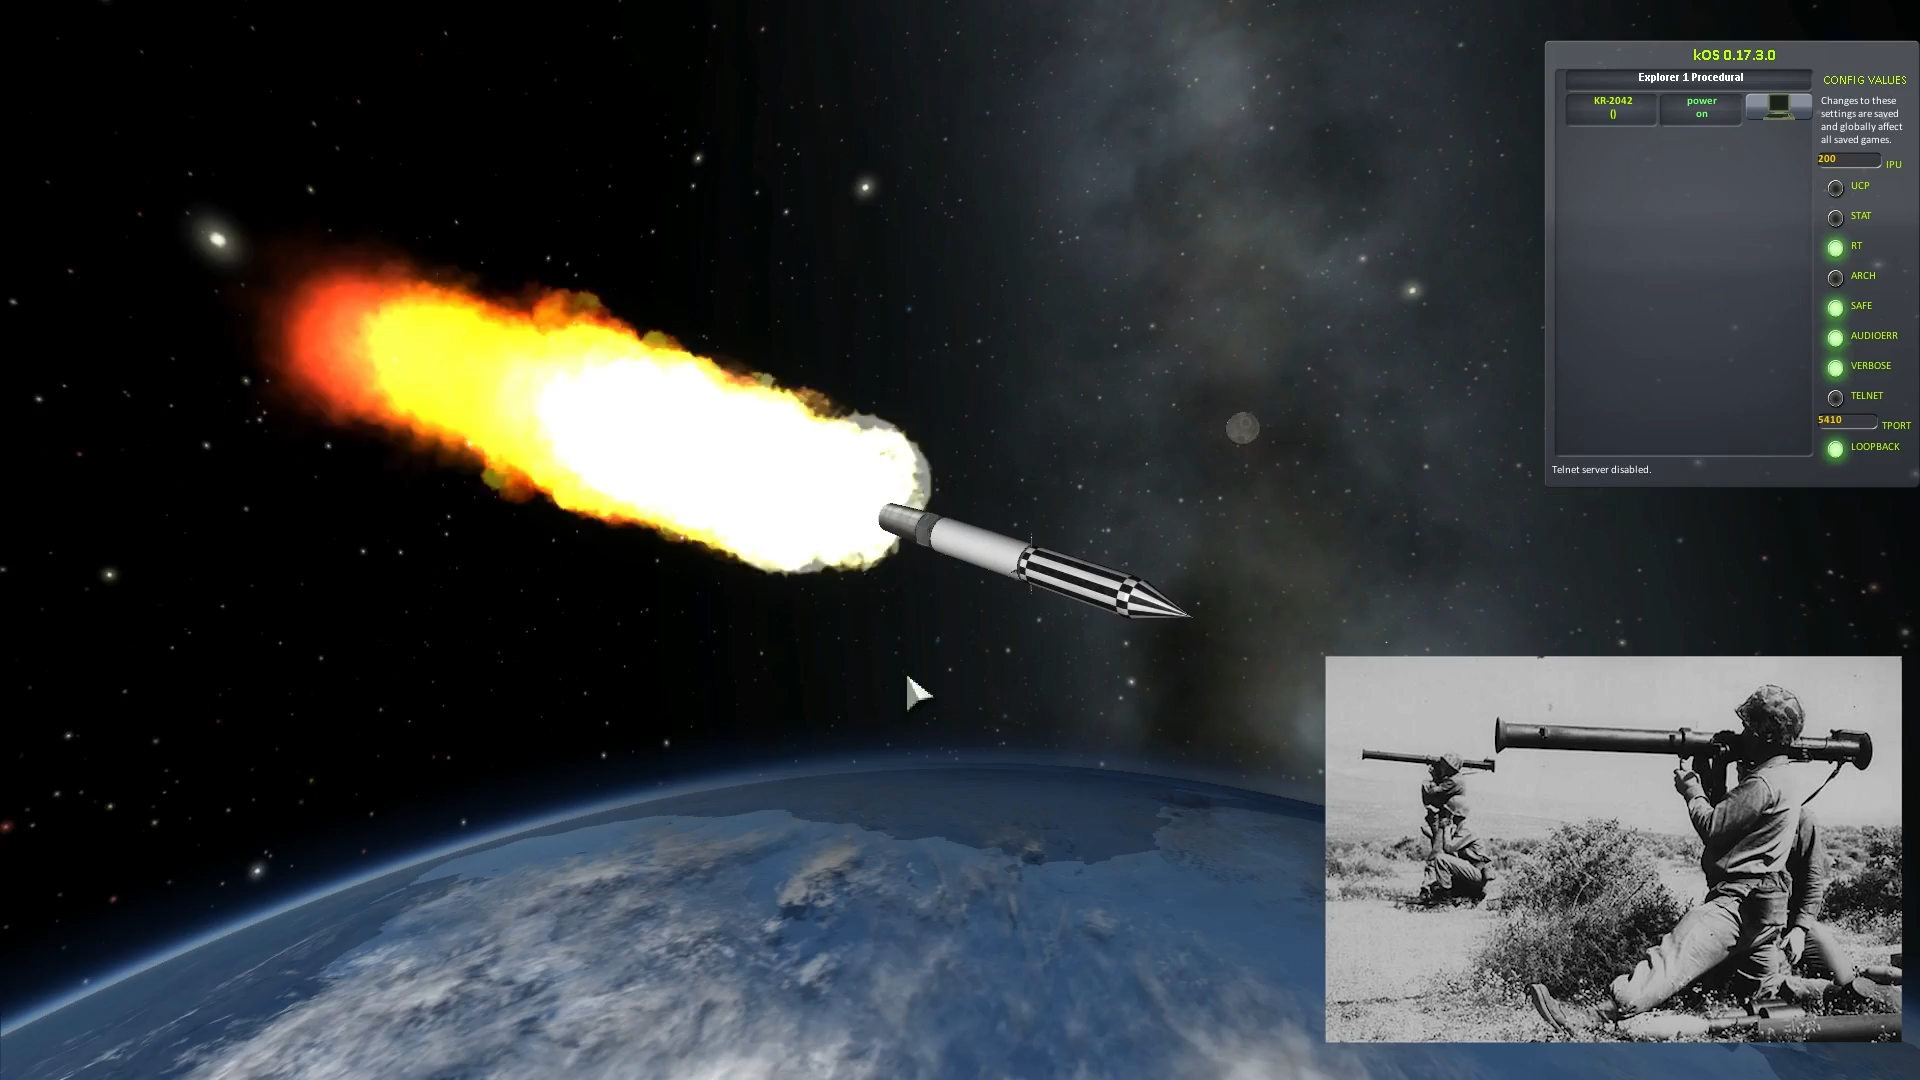 kOS 0.17.3.0
Explorer 1 Procedural
KR-2042
()
power
on
CONFIG VALUES
Changes to these
settings are saved
and globally affect
all saved games.
200 IPU
UCP
STAT
RT
ARCH
SAFE
AUDIOERR
VERBOSE
TELNET
5410 TPORT
LOOPBACK
Telnet server disabled.